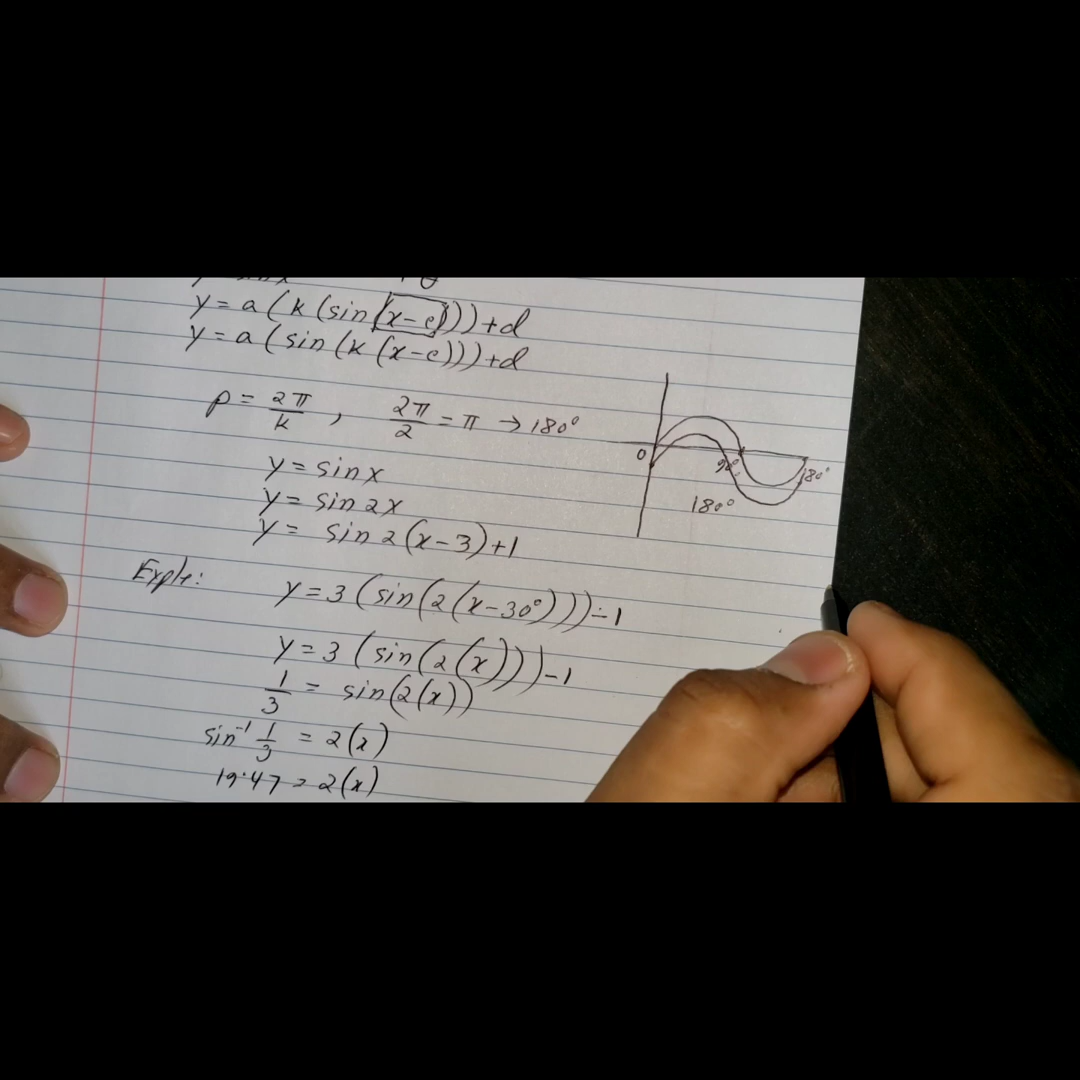 y = a(k(sin(x-c)))+d
y = a(sin(k(x-c)))+d
P = 2π/k , 2π/2 = π → 180°
y = sinx
y = sin 2x
y = sin 2(x-3)+1
0
90°
180°
180°
Exple:
y = 3(sin(2(x-30°)))-1
y = 3(sin(2(x)))-1
1/3 = sin(2(x))
sin⁻¹ 1/3 = 2(x)
19.47 = 2(x)